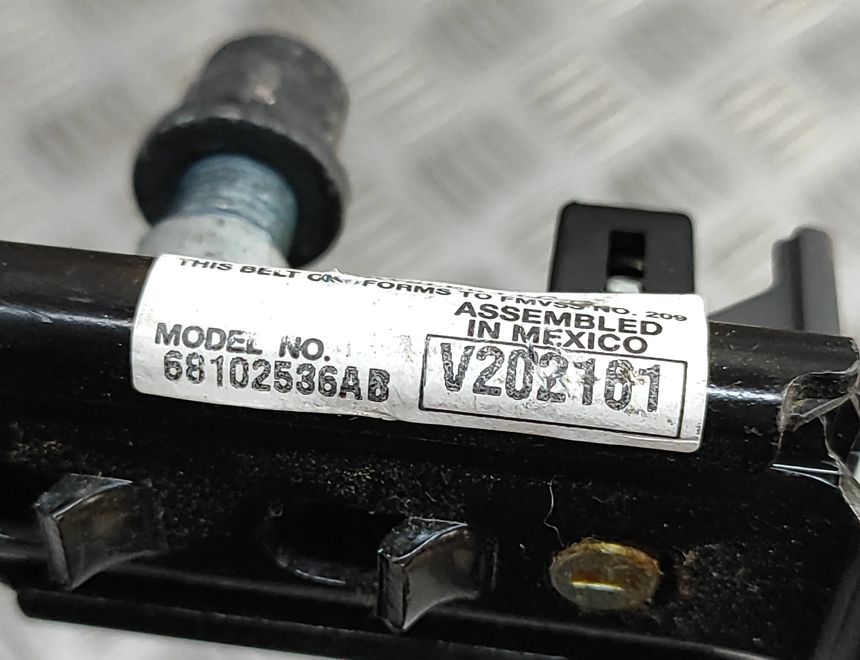 THIS BELT CONFORMS TO FMVSS NO. 209
ASSEMBLED
IN MEXICO
MODEL NO.
68102536AB
V202161